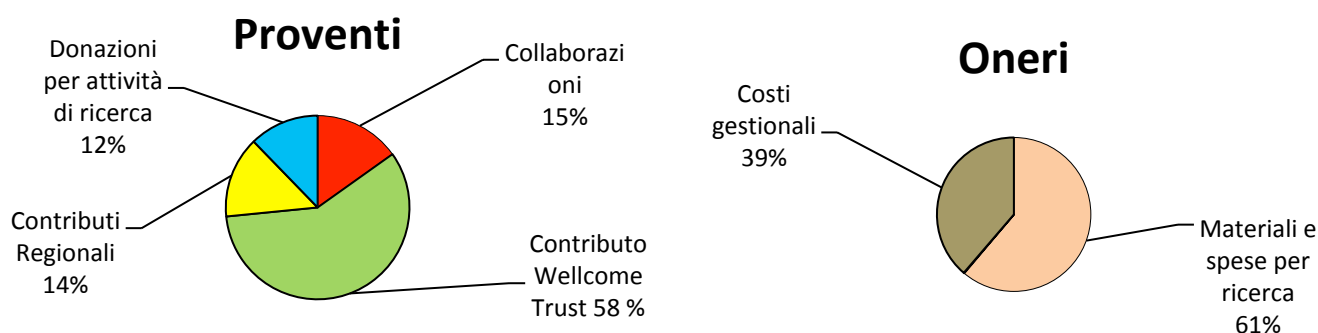 Proventi
Donazioni
per attività
di ricerca
12%
Collaborazi
oni
15%
Contributi
Regionali
14%
Contributo
Wellcome
Trust 58 %
Oneri
Costi
gestionali
39%
Materiali e
spese per
ricerca
61%